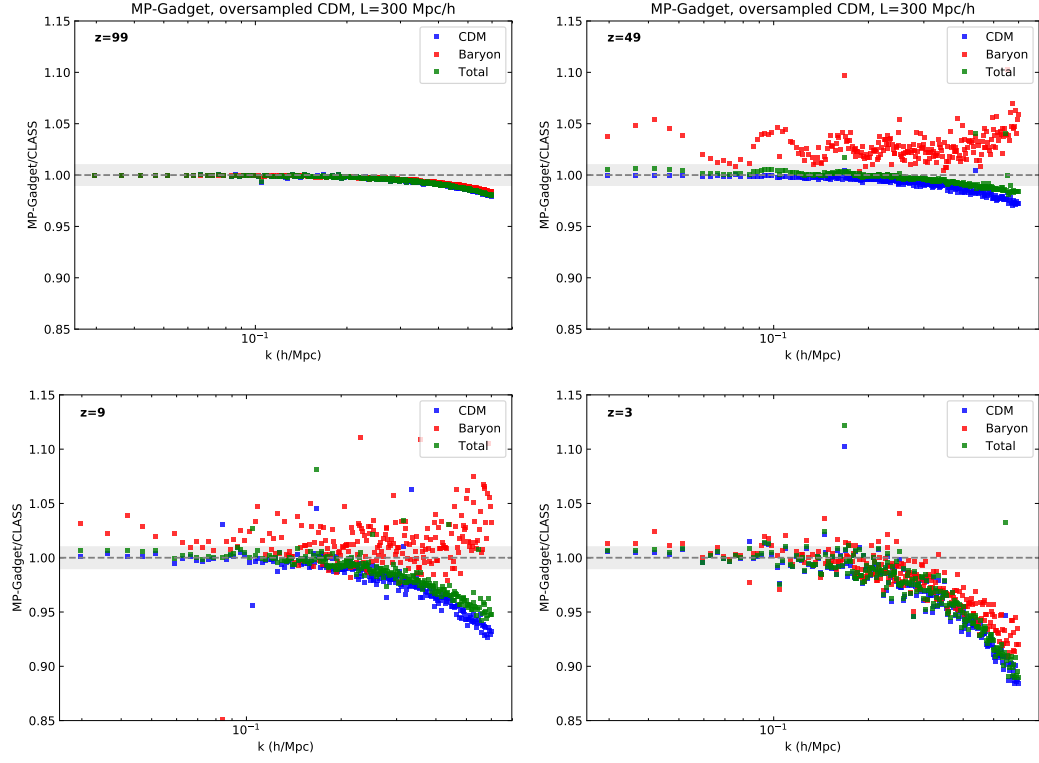 MP-Gadget, oversampled CDM, L=300 Mpc/h
z=99
CDM
Baryon
Total
1.15
1.10
1.05
1.00
0.95
0.90
0.85
MP-Gadget/CLASS
10⁻¹
k (h/Mpc)
MP-Gadget, oversampled CDM, L=300 Mpc/h
z=49
CDM
Baryon
Total
1.15
1.10
1.05
1.00
0.95
0.90
0.85
MP-Gadget/CLASS
10⁻¹
k (h/Mpc)
z=9
CDM
Baryon
Total
1.15
1.10
1.05
1.00
0.95
0.90
0.85
MP-Gadget/CLASS
10⁻¹
k (h/Mpc)
z=3
CDM
Baryon
Total
1.15
1.10
1.05
1.00
0.95
0.90
0.85
MP-Gadget/CLASS
10⁻¹
k (h/Mpc)